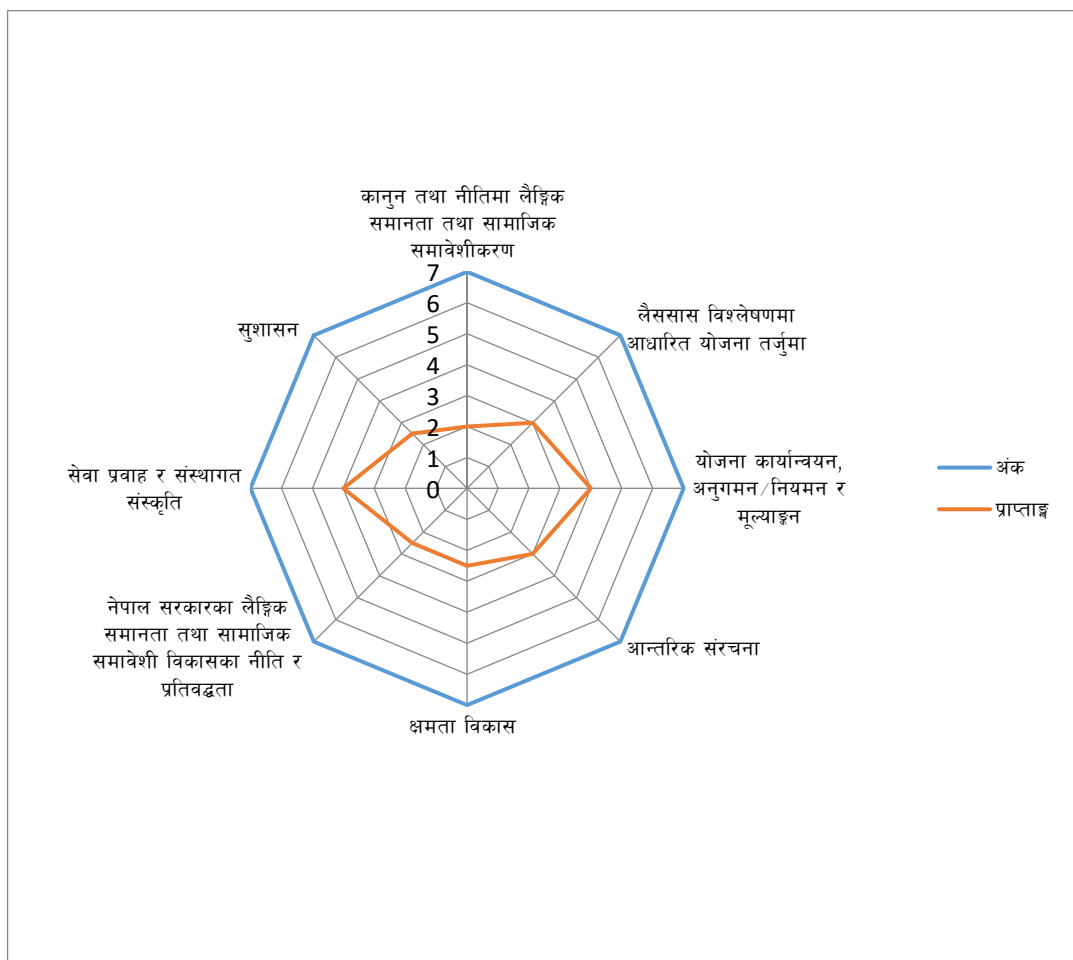 कानुन तथा नीतिमा लैङ्गिक
समानता तथा सामाजिक
समावेशीकरण
7
6
5
4
3
2
1
0
लैससास विश्लेषणमा
आधारित योजना तर्जुमा
योजना कार्यान्वयन,
अनुगमन/नियमन र
मूल्याङ्कन
आन्तरिक संरचना
क्षमता विकास
नेपाल सरकारका लैङ्गिक
समानता तथा सामाजिक
समावेशी विकासका नीति र
प्रतिवद्धता
सेवा प्रवाह र संस्थागत
संस्कृति
सुशासन
अंक
प्राप्ताङ्क